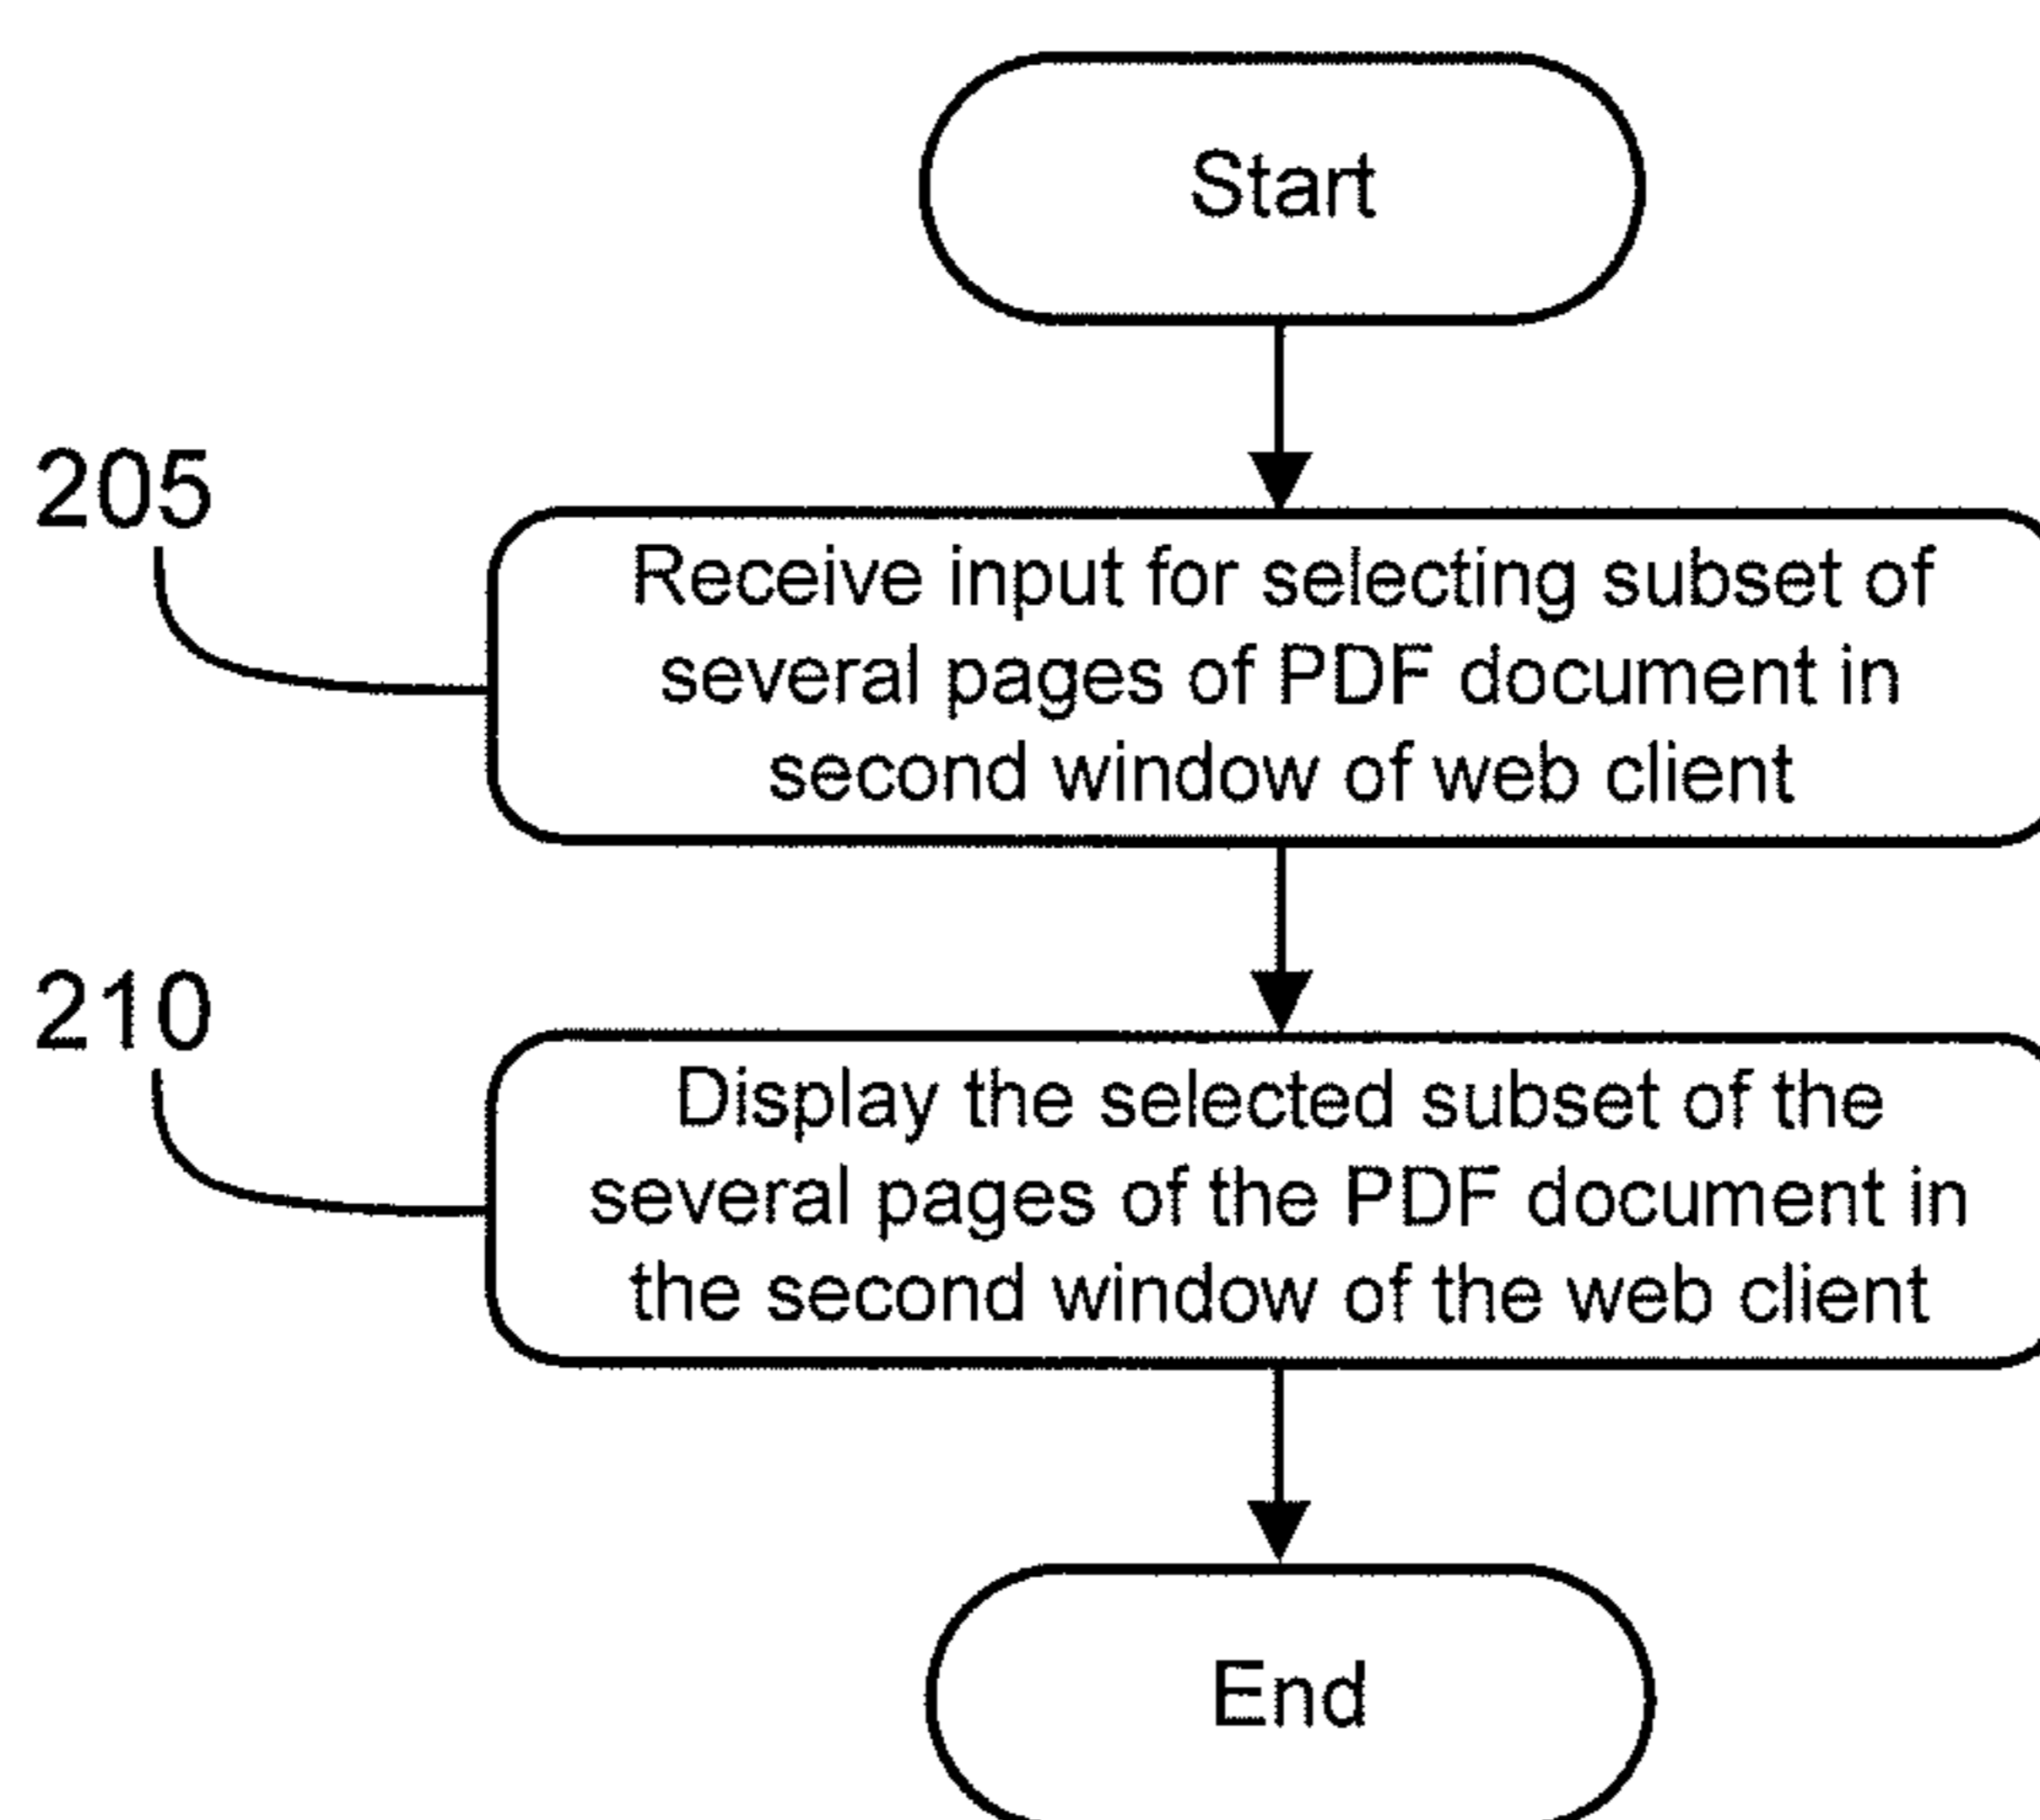 Start
205
Receive input for selecting subset of
several pages of PDF document in
second window of web client
210
Display the selected subset of the
several pages of the PDF document in
the second window of the web client
End